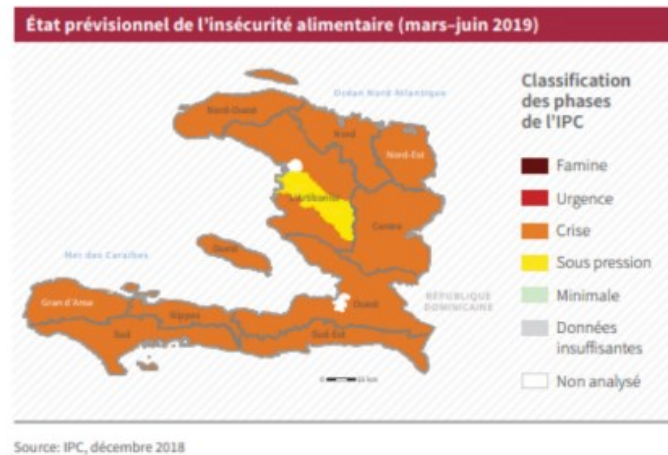 État prévisionnel de l'insécurité alimentaire (mars–juin 2019)
Océan Nord Atlantique
Nord-Ouest
Nord
Nord-Est
L'Artibonite
Centre
Mer des Caraïbes
Ouest
Gran d'Anse
Nippes
Ouest
RÉPUBLIQUE
DOMINICAINE
Sud
Sud-Est
Classification
des phases
de l'IPC
Famine
Urgence
Crise
Sous pression
Minimale
Données
insuffisantes
Non analysé
Source: IPC, décembre 2018